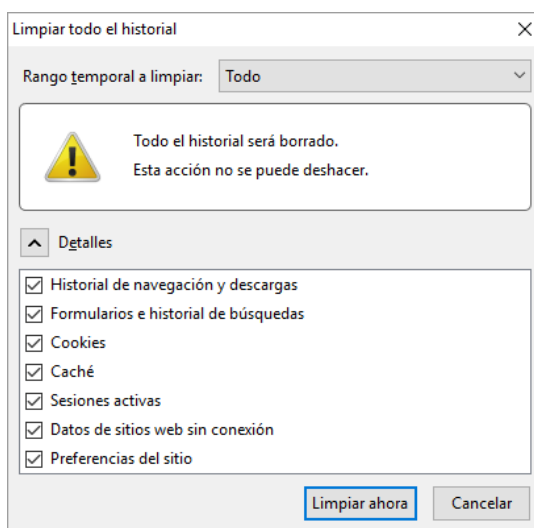 Limpiar todo el historial
Rango temporal a limpiar: Todo
Todo el historial será borrado.
Esta acción no se puede deshacer.
Detalles
Historial de navegación y descargas
Formularios e historial de búsquedas
Cookies
Caché
Sesiones activas
Datos de sitios web sin conexión
Preferencias del sitio
Limpiar ahora Cancelar